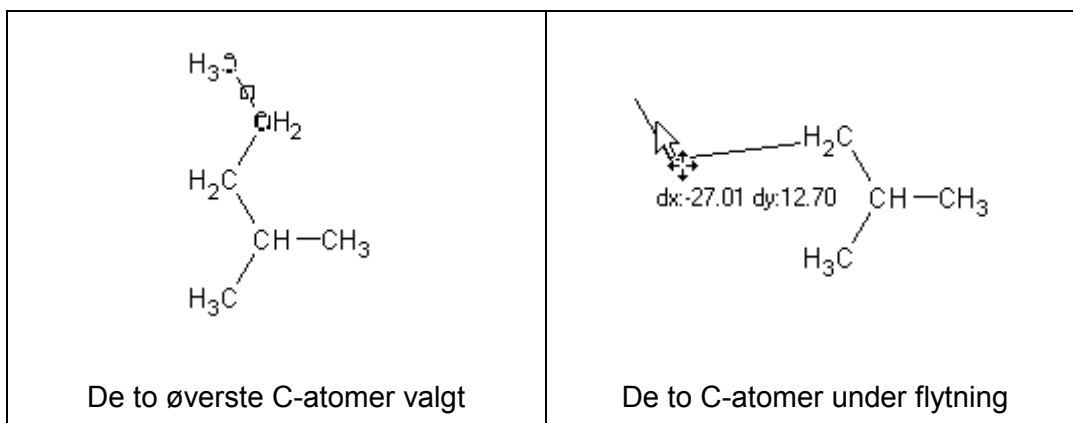 H₃C
CH₂
H₂C
CH—CH₃
H₃C
De to øverste C-atomer valgt
H₂C
dx:-27.01 dy:12.70
CH—CH₃
H₃C
De to C-atomer under flytning